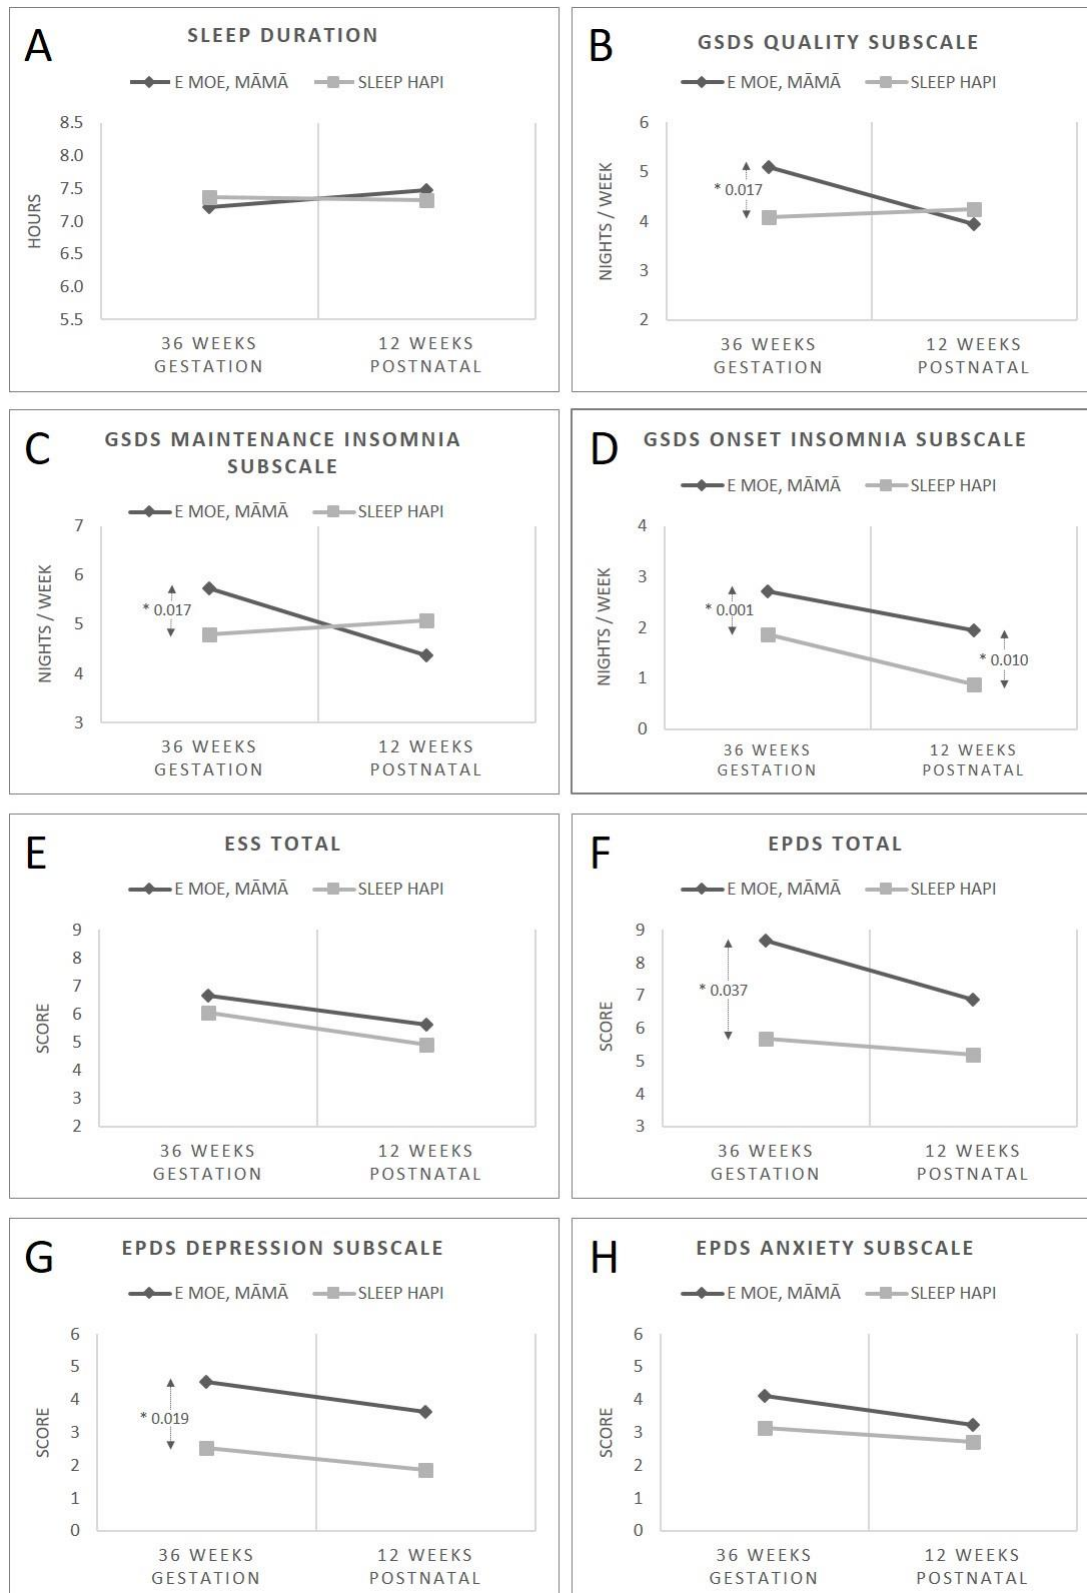 A
SLEEP DURATION
E MOE, MĀMĀ SLEEP HAPI
8.5
8.0
7.5
7.0
6.5
6.0
5.5
HOURS
36 WEEKS GESTATION
12 WEEKS POSTNATAL
B
GSDS QUALITY SUBSCALE
E MOE, MĀMĀ SLEEP HAPI
6
5
4
3
2
NIGHTS / WEEK
* 0.017
36 WEEKS GESTATION
12 WEEKS POSTNATAL
C
GSDS MAINTENANCE INSOMNIA
SUBSCALE
E MOE, MĀMĀ SLEEP HAPI
7
6
5
4
3
NIGHTS / WEEK
* 0.017
36 WEEKS GESTATION
12 WEEKS POSTNATAL
D
GSDS ONSET INSOMNIA SUBSCALE
E MOE, MĀMĀ SLEEP HAPI
4
3
2
1
0
NIGHTS / WEEK
* 0.001
* 0.010
36 WEEKS GESTATION
12 WEEKS POSTNATAL
E
ESS TOTAL
E MOE, MĀMĀ SLEEP HAPI
9
8
7
6
5
4
3
2
SCORE
36 WEEKS GESTATION
12 WEEKS POSTNATAL
F
EPDS TOTAL
E MOE, MĀMĀ SLEEP HAPI
9
8
7
6
5
4
3
SCORE
* 0.037
36 WEEKS GESTATION
12 WEEKS POSTNATAL
G
EPDS DEPRESSION SUBSCALE
E MOE, MĀMĀ SLEEP HAPI
6
5
4
3
2
1
0
SCORE
* 0.019
36 WEEKS GESTATION
12 WEEKS POSTNATAL
H
EPDS ANXIETY SUBSCALE
E MOE, MĀMĀ SLEEP HAPI
6
5
4
3
2
1
0
SCORE
36 WEEKS GESTATION
12 WEEKS POSTNATAL